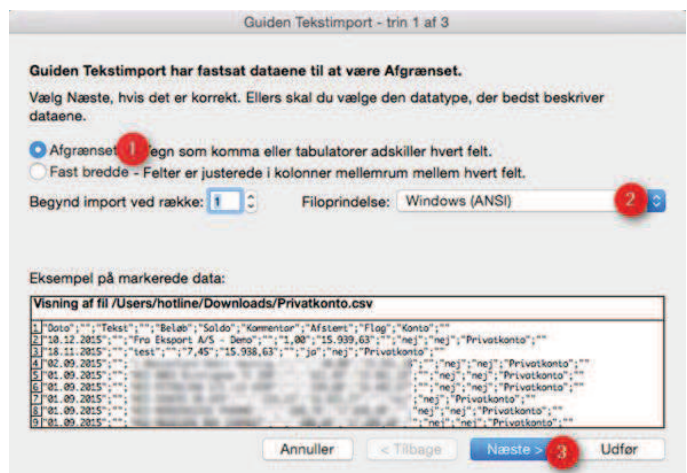 Guiden Tekstimport - trin 1 af 3
Guiden Tekstimport har fastsat dataene til at være Afgrænset.
Vælg Næste, hvis det er korrekt. Ellers skal du vælge den datatype, der bedst beskriver
dataene.
Afgrænset 1 Tegn som komma eller tabulatorer adskiller hvert felt.
Fast bredde - Felter er justerede i kolonner mellemrum mellem hvert felt.
Begynd import ved række: 1 Filoprindelse: Windows (ANSI) 2
Eksempel på markerede data:
Visning af fil /Users/hotline/Downloads/Privatkonto.csv
1 "Dato";"";"Tekst";"";"Beløb";"Saldo";"Kommentar";"Afstemt";"Flag";"Konto";""
2 "10.12.2015";"";"Fra Eksport A/S - Demo";"";"1,00";"15.939,63";"";"nej";"nej";"Privatkonto";""
3 "18.11.2015";"";"test";"";"7,45";"15.938,63";"";"ja";"nej";"Privatkonto";""
4 "02.09.2015";""; ";"";"nej";"nej";"Privatkonto";""
5 "01.09.2015";""; ;"";"nej";"nej";"Privatkonto";""
6 "01.09.2015";""; ;"";"nej";"nej";"Privatkonto";""
7 "01.09.2015";""; "nej";"nej";"Privatkonto";""
8 "01.09.2015";""; "nej";"nej";"Privatkonto";""
9 "01.09.2015";""; ;"nej";"nej";"Privatkonto";""
Annuller < Tilbage Næste > 3 Udfør